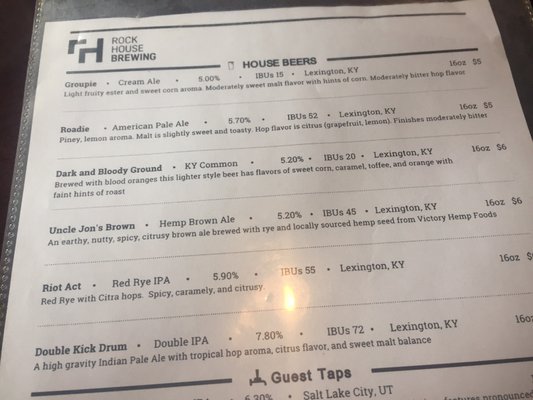 ROCK
HOUSE
BREWING
HOUSE BEERS
Groupie • Cream Ale • 5.00% • IBUs 15 • Lexington, KY 16oz $5
Light fruity ester and sweet corn aroma. Moderately sweet malt flavor with hints of corn. Moderately bitter hop flavor
Roadie • American Pale Ale • 5.70% • IBUs 52 • Lexington, KY 16oz $5
Piney, lemon aroma. Malt is slightly sweet and toasty. Hop flavor is citrus (grapefruit, lemon). Finishes moderately bitter
Dark and Bloody Ground • KY Common • 5.20% • IBUs 20 • Lexington, KY 16oz $6
Brewed with blood oranges this lighter style beer has flavors of sweet corn, caramel, toffee, and orange with
faint hints of roast
Uncle Jon's Brown • Hemp Brown Ale • 5.20% • IBUs 45 • Lexington, KY 16oz $6
An earthy, nutty, spicy, citrusy brown ale brewed with rye and locally sourced hemp seed from Victory Hemp Foods
Riot Act • Red Rye IPA • 5.90% • IBUs 55 • Lexington, KY 16oz $
Red Rye with Citra hops. Spicy, caramely, and citrusy
Double Kick Drum • Double IPA • 7.80% • IBUs 72 • Lexington, KY 16oz
A high gravity Indian Pale Ale with tropical hop aroma, citrus flavor, and sweet malt balance
Guest Taps
6.30% • Salt Lake City, UT
features pronounced